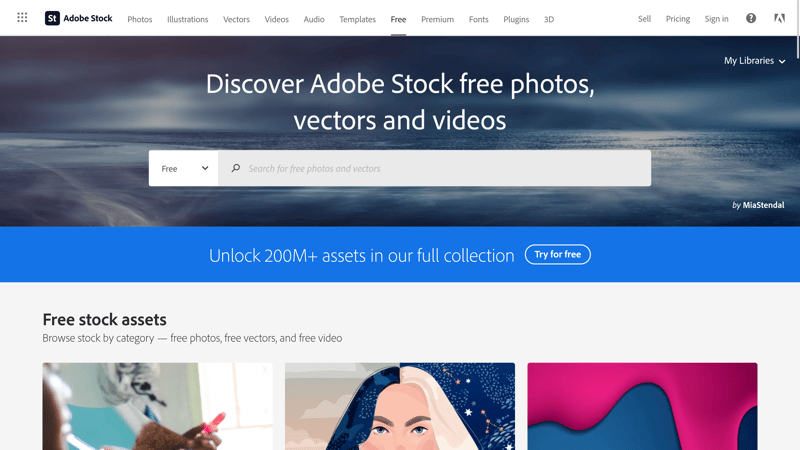 St Adobe Stock Photos Illustrations Vectors Videos Audio Templates Free Premium Fonts Plugins 3D Sell Pricing Sign in ?
My Libraries
Discover Adobe Stock free photos,
vectors and videos
Free Search for free photos and vectors
by MiaStendal
Unlock 200M+ assets in our full collection Try for free
Free stock assets
Browse stock by category — free photos, free vectors, and free video